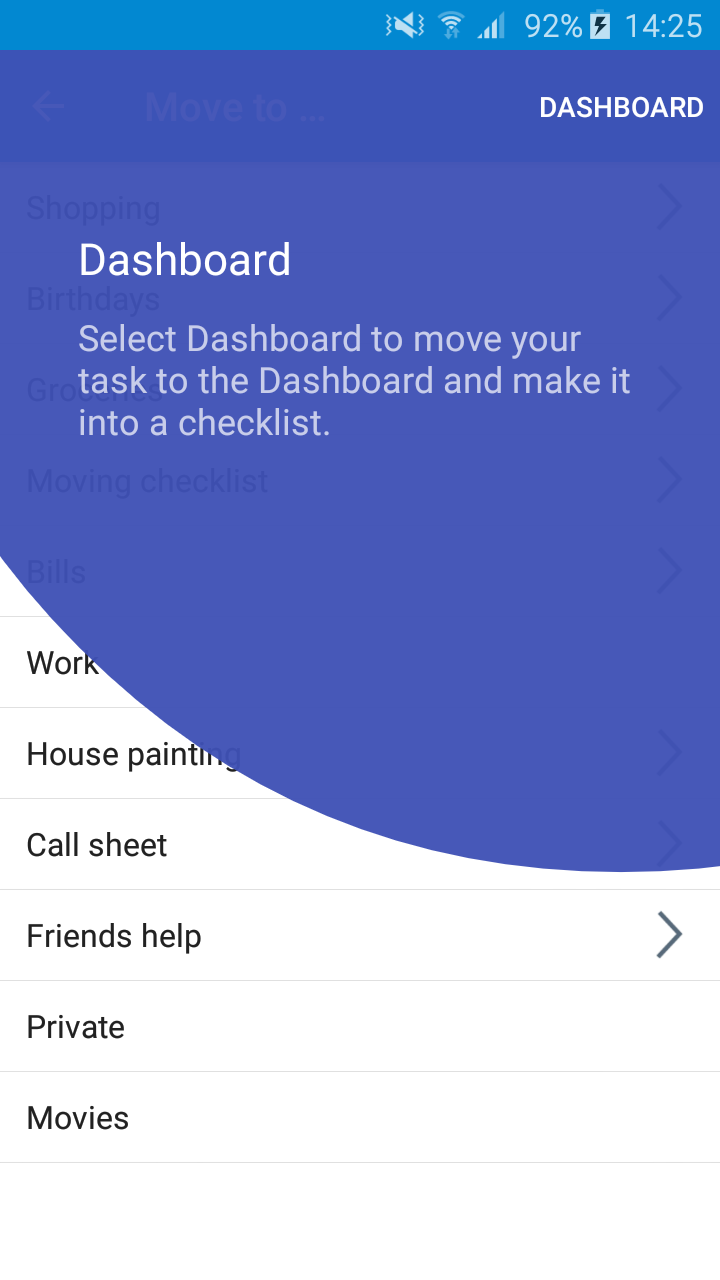 92% 14:25
Move to ... DASHBOARD
Shopping
Dashboard
Birthdays
Select Dashboard to move your
task to the Dashboard and make it
Groceries
into a checklist.
Moving checklist
Bills
Work
House painting
Call sheet
Friends help
Private
Movies